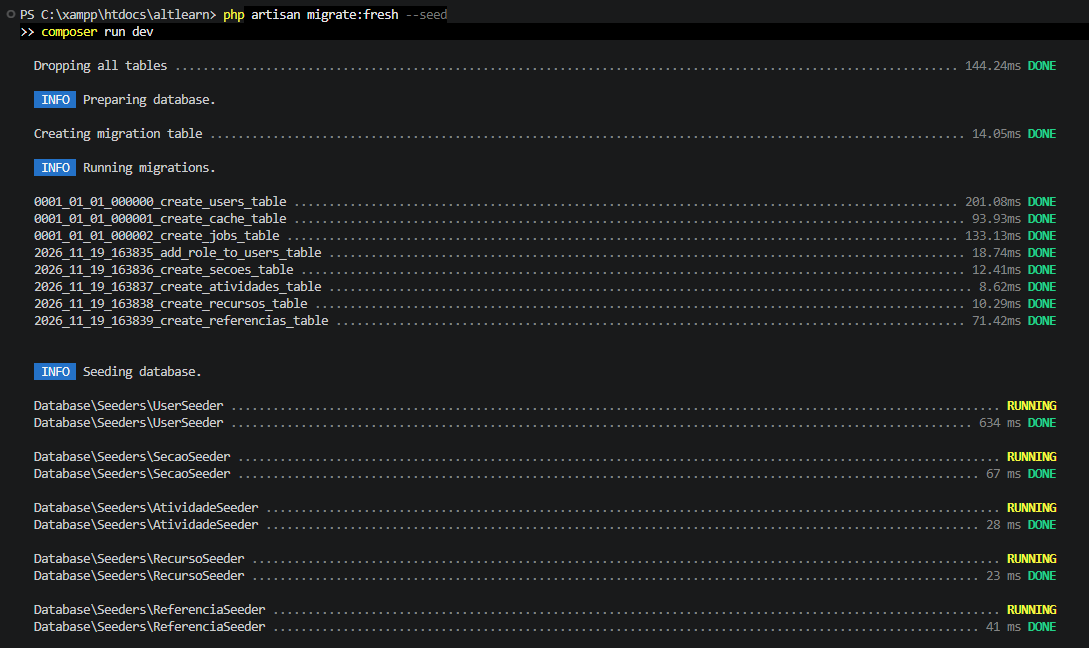 PS C:\xampp\htdocs\altlearn> php artisan migrate:fresh --seed
>> composer run dev
Dropping all tables ........................................................................................................ 144.24ms DONE
INFO Preparing database.
Creating migration table .................................................................................................... 14.05ms DONE
INFO Running migrations.
0001_01_01_000000_create_users_table ....................................................................................... 201.08ms DONE
0001_01_01_000001_create_cache_table ........................................................................................ 93.93ms DONE
0001_01_01_000002_create_jobs_table ........................................................................................ 133.13ms DONE
2026_11_19_163835_add_role_to_users_table ................................................................................... 18.74ms DONE
2026_11_19_163836_create_secoes_table ....................................................................................... 12.41ms DONE
2026_11_19_163837_create_atividades_table .................................................................................... 8.62ms DONE
2026_11_19_163838_create_recursos_table ..................................................................................... 10.29ms DONE
2026_11_19_163839_create_referencias_table .................................................................................. 71.42ms DONE
INFO Seeding database.
Database\Seeders\UserSeeder ....................................................................................................... RUNNING
Database\Seeders\UserSeeder ................................................................................................... 634 ms DONE
Database\Seeders\SecaoSeeder ...................................................................................................... RUNNING
Database\Seeders\SecaoSeeder ................................................................................................... 67 ms DONE
Database\Seeders\AtividadeSeeder .................................................................................................. RUNNING
Database\Seeders\AtividadeSeeder ............................................................................................... 28 ms DONE
Database\Seeders\RecursoSeeder .................................................................................................... RUNNING
Database\Seeders\RecursoSeeder ................................................................................................. 23 ms DONE
Database\Seeders\ReferenciaSeeder ................................................................................................. RUNNING
Database\Seeders\ReferenciaSeeder .............................................................................................. 41 ms DONE